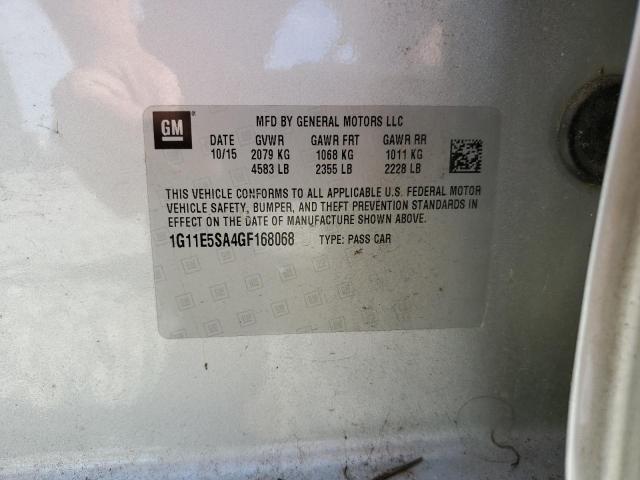 GM
MFD BY GENERAL MOTORS LLC
DATE GVWR GAWR FRT GAWR RR
10/15 2079 KG 1068 KG 1011 KG
4583 LB 2355 LB 2228 LB
THIS VEHICLE CONFORMS TO ALL APPLICABLE U.S. FEDERAL MOTOR
VEHICLE SAFETY, BUMPER, AND THEFT PREVENTION STANDARDS IN
EFFECT ON THE DATE OF MANUFACTURE SHOWN ABOVE.
1G11E5SA4GF168068 TYPE: PASS CAR